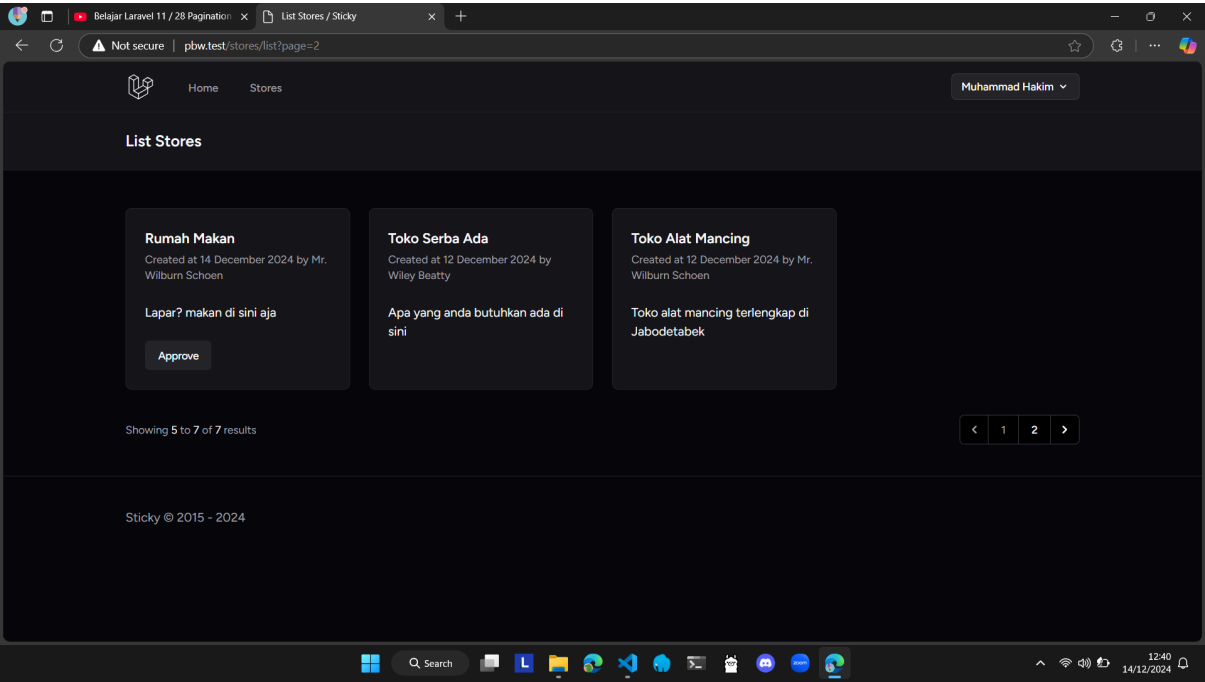 Belajar Laravel 11 / 28 Pagination
List Stores / Sticky
Not secure
pbw.test/stores/list?page=2
Home
Stores
Muhammad Hakim
List Stores
Rumah Makan
Created at 14 December 2024 by Mr.
Wilburn Schoen
Lapar? makan di sini aja
Approve
Toko Serba Ada
Created at 12 December 2024 by
Wiley Beatty
Apa yang anda butuhkan ada di
sini
Toko Alat Mancing
Created at 12 December 2024 by Mr.
Wilburn Schoen
Toko alat mancing terlengkap di
Jabodetabek
Showing 5 to 7 of 7 results
1
2
Sticky © 2015 - 2024
Search
L
zoom
12:40
14/12/2024